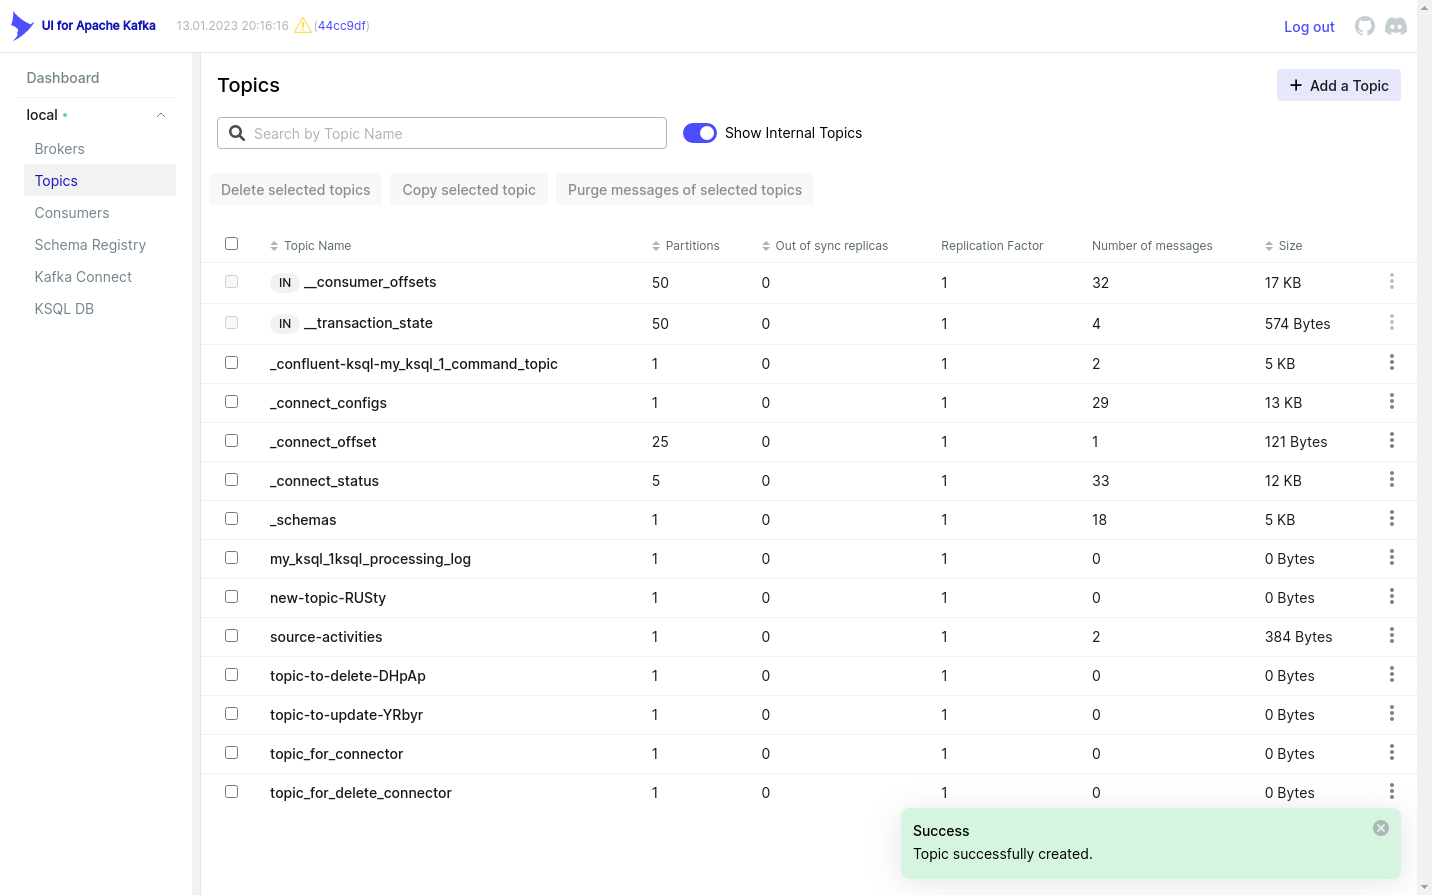 UI for Apache Kafka 13.01.2023 20:16:16 (44cc9df) Log out
Dashboard
local
Brokers
Topics
Consumers
Schema Registry
Kafka Connect
KSQL DB
Topics
Add a Topic
Search by Topic Name Show Internal Topics
Delete selected topics Copy selected topic Purge messages of selected topics
Topic Name Partitions Out of sync replicas Replication Factor Number of messages Size
IN __consumer_offsets 50 0 1 32 17 KB
IN __transaction_state 50 0 1 4 574 Bytes
_confluent-ksql-my_ksql_1_command_topic 1 0 1 2 5 KB
_connect_configs 1 0 1 29 13 KB
_connect_offset 25 0 1 1 121 Bytes
_connect_status 5 0 1 33 12 KB
_schemas 1 0 1 18 5 KB
my_ksql_1ksql_processing_log 1 0 1 0 0 Bytes
new-topic-RUSty 1 0 1 0 0 Bytes
source-activities 1 0 1 2 384 Bytes
topic-to-delete-DHpAp 1 0 1 0 0 Bytes
topic-to-update-YRbyr 1 0 1 0 0 Bytes
topic_for_connector 1 0 1 0 0 Bytes
topic_for_delete_connector 1 0 1 0 0 Bytes
Success
Topic successfully created.